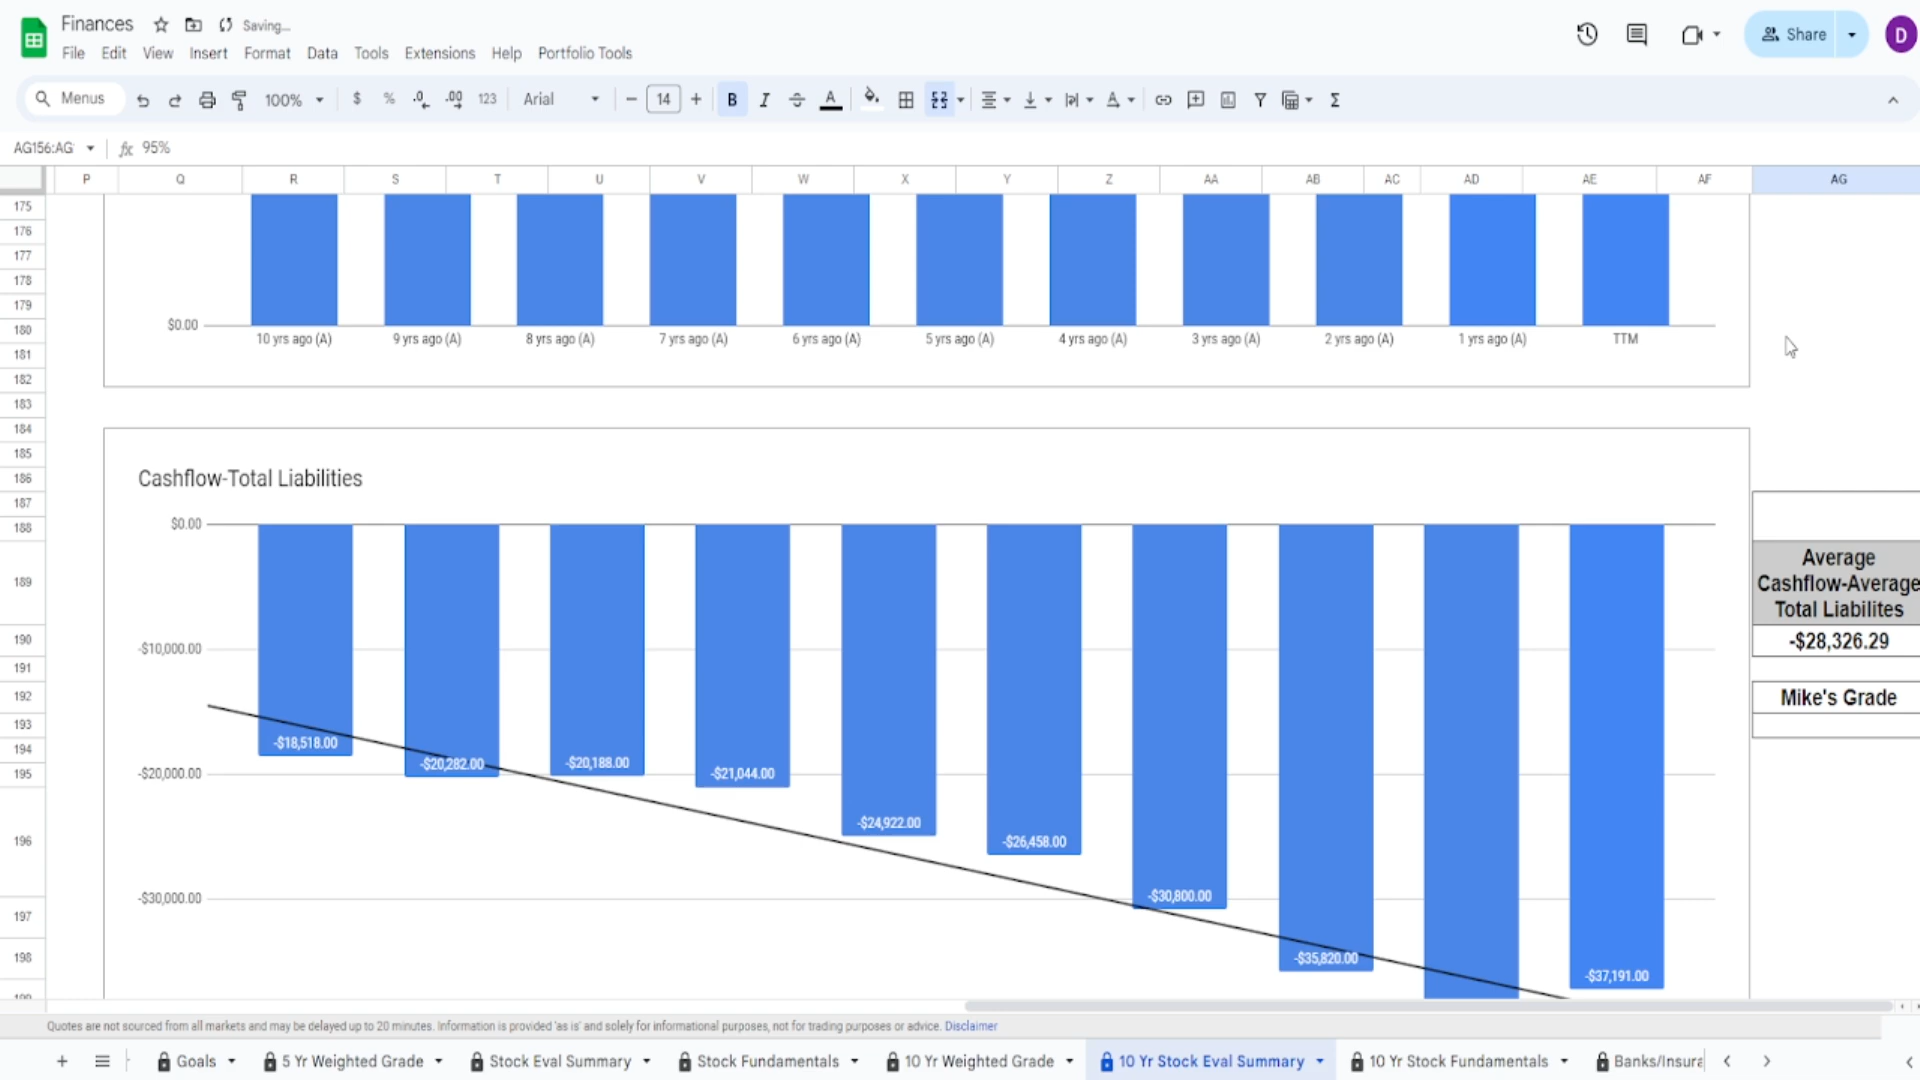 Finances Saving...
File Edit View Insert Format Data Tools Extensions Help Portfolio Tools
Share
D
Menus 100% $ % .0 .00 123 Arial − 14 + B I A Σ
AG156:AG fx 95%
P Q R S T U V W X Y Z AA AB AC AD AE AF AG
175
176
177
178
179
180
181
182
183
184
185
186
187
188
189
190
191
192
193
194
195
196
197
198
199
$0.00
10 yrs ago (A) 9 yrs ago (A) 8 yrs ago (A) 7 yrs ago (A) 6 yrs ago (A) 5 yrs ago (A) 4 yrs ago (A) 3 yrs ago (A) 2 yrs ago (A) 1 yrs ago (A) TTM
Cashflow-Total Liabilities
$0.00
-$10,000.00
-$20,000.00
-$30,000.00
-$18,518.00
-$20,282.00
-$20,188.00
-$21,044.00
-$24,922.00
-$26,458.00
-$30,800.00
-$35,820.00
-$37,191.00
Average
Cashflow-Average
Total Liabilites
-$28,326.29
Mike's Grade
Quotes are not sourced from all markets and may be delayed up to 20 minutes. Information is provided 'as is' and solely for informational purposes, not for trading purposes or advice. Disclaimer
+ Goals 5 Yr Weighted Grade Stock Eval Summary Stock Fundamentals 10 Yr Weighted Grade 10 Yr Stock Eval Summary 10 Yr Stock Fundamentals Banks/Insura